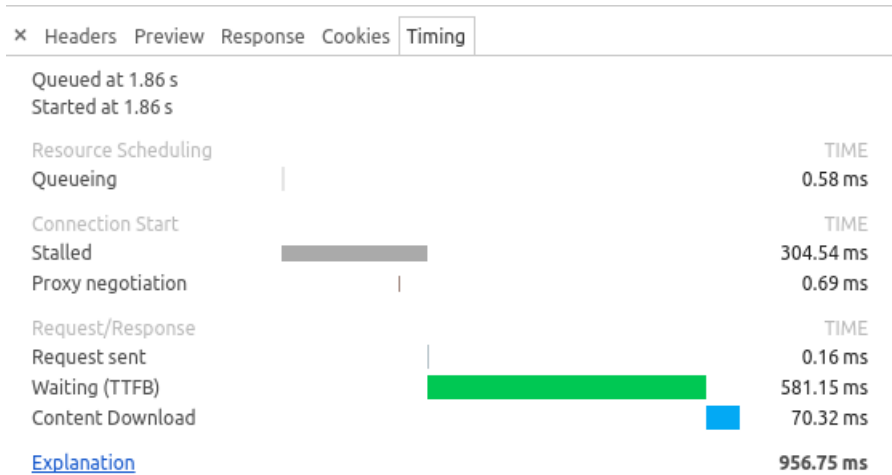 × Headers Preview Response Cookies Timing
Queued at 1.86 s
Started at 1.86 s
Resource Scheduling TIME
Queueing 0.58 ms
Connection Start TIME
Stalled 304.54 ms
Proxy negotiation 0.69 ms
Request/Response TIME
Request sent 0.16 ms
Waiting (TTFB) 581.15 ms
Content Download 70.32 ms
Explanation 956.75 ms